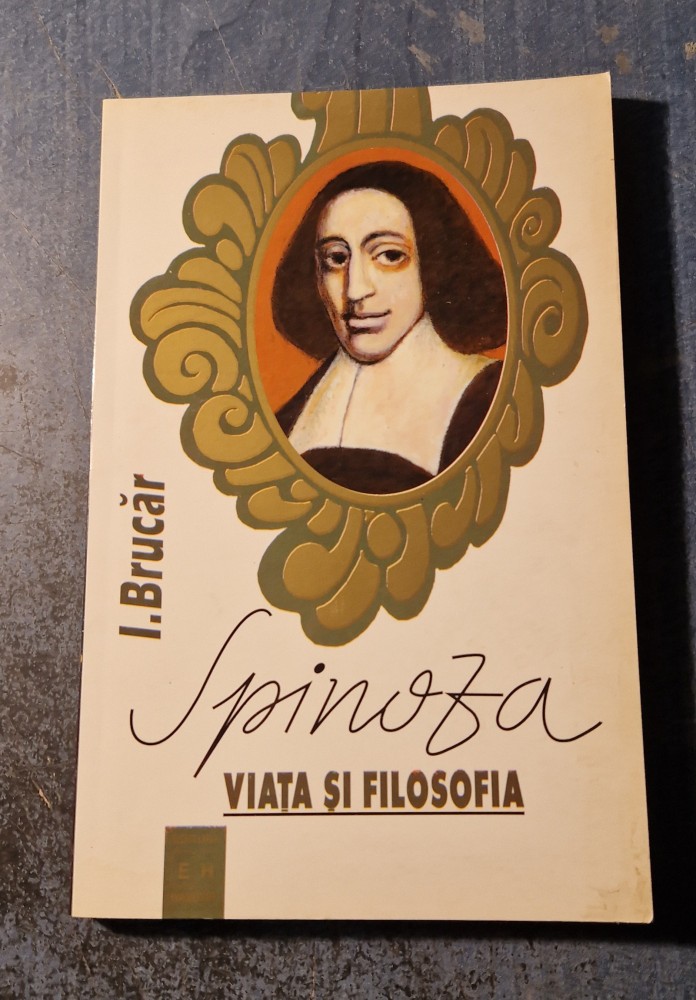 I. Brucăr
Spinoza
VIAȚA ȘI FILOSOFIA
E H